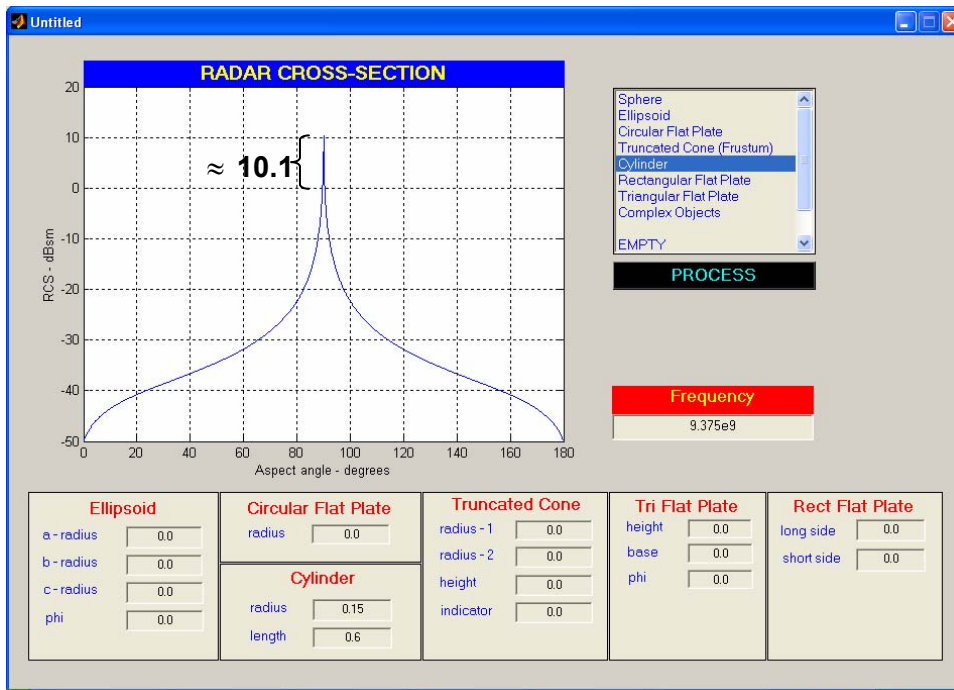 Untitled
RADAR CROSS-SECTION
20
10
0
-10
-20
-30
-40
-50
≈ 10.1
RCS - dBsm
0 20 40 60 80 100 120 140 160 180
Aspect angle - degrees
Sphere
Ellipsoid
Circular Flat Plate
Truncated Cone (Frustum)
Cylinder
Rectangular Flat Plate
Triangular Flat Plate
Complex Objects
EMPTY
PROCESS
Frequency
9.375e9
Ellipsoid
a - radius 0.0
b - radius 0.0
c - radius 0.0
phi 0.0
Circular Flat Plate
radius 0.0
Cylinder
radius 0.15
length 0.6
Truncated Cone
radius - 1 0.0
radius - 2 0.0
height 0.0
indicator 0.0
Tri Flat Plate
height 0.0
base 0.0
phi 0.0
Rect Flat Plate
long side 0.0
short side 0.0